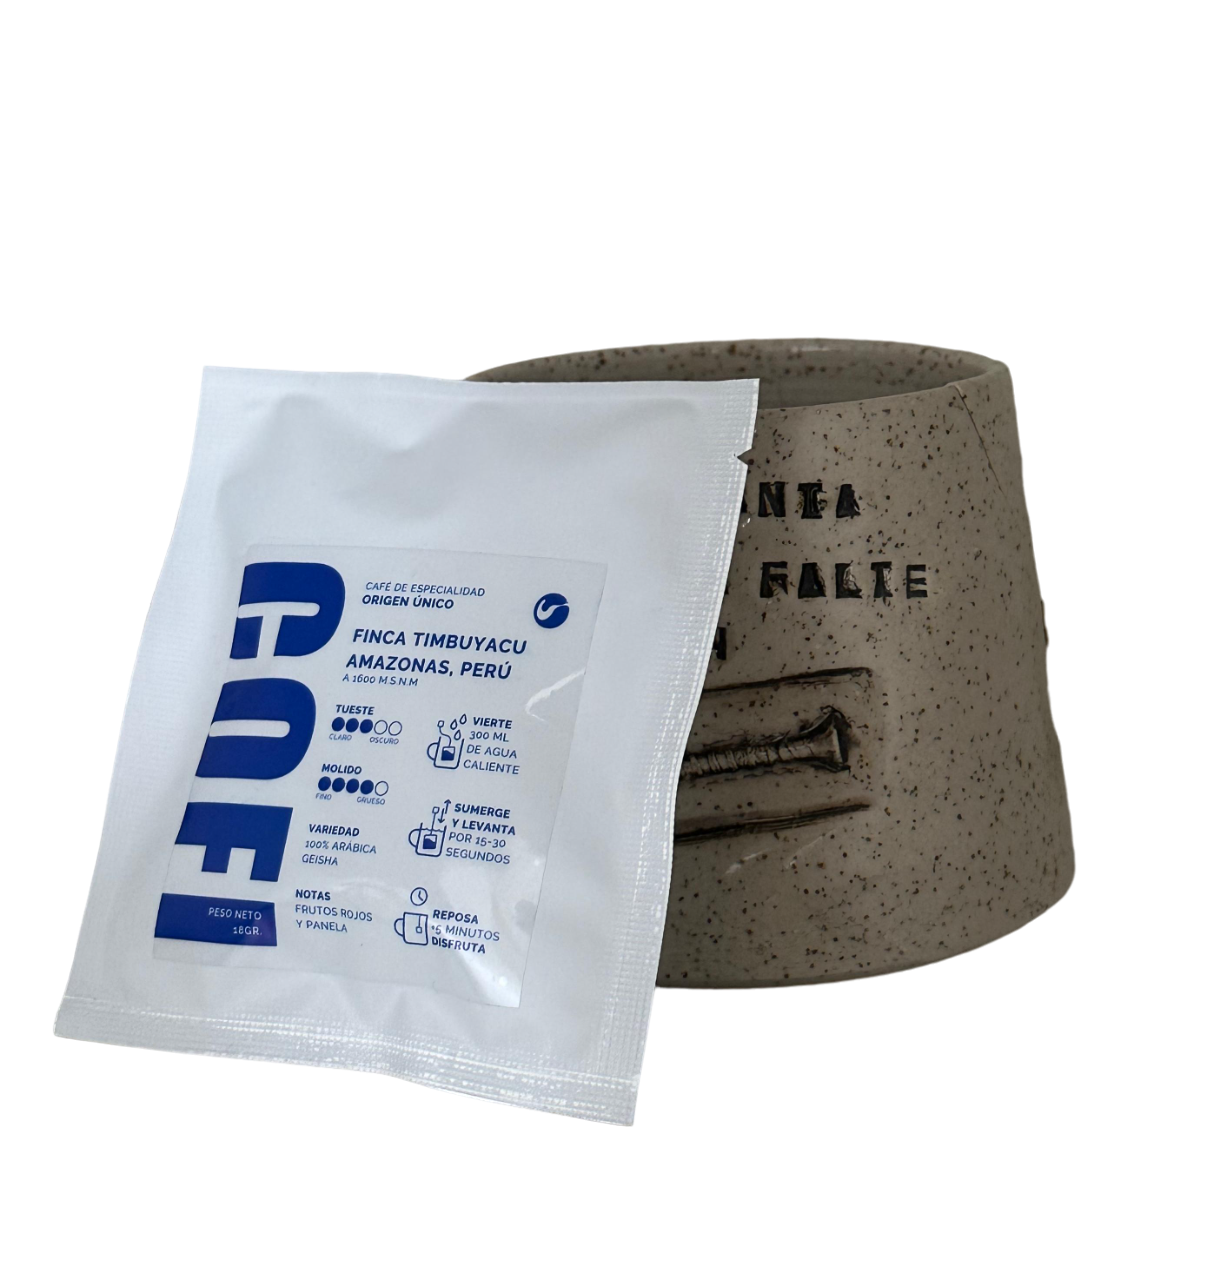 COFI
CAFÉ DE ESPECIALIDAD
ORIGEN ÚNICO
FINCA TIMBUYACU
AMAZONAS, PERÚ
A 1600 M.S.N.M
TUESTE
CLARO OSCURO
MOLIDO
FINO GRUESO
VARIEDAD
100% ARÁBICA
GEISHA
NOTAS
FRUTOS ROJOS
Y PANELA
VIERTE
300 ML
DE AGUA
CALIENTE
SUMERGE
Y LEVANTA
POR 15-30
SEGUNDOS
REPOSA
*5 MINUTOS
DISFRUTA
PESO NETO
18GR.
FALTE